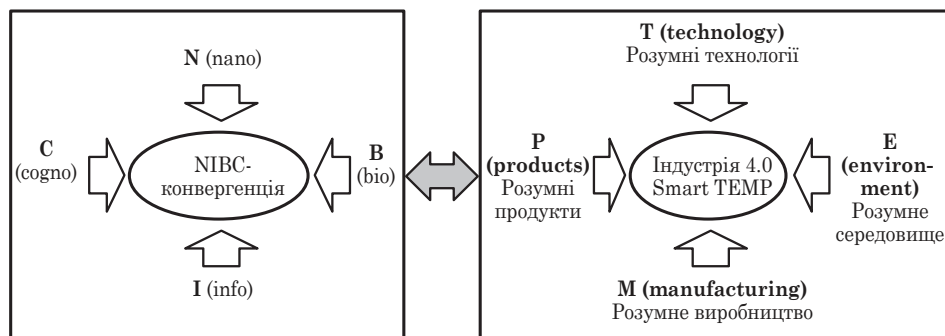 N (nano)
C
(cogno)
NIBC-
конвергенція
B
(bio)
I (info)
T (technology)
Розумні технології
P
(products)
Розумні
продукти
Індустрія 4.0
Smart TEMP
E
(environ-
ment)
Розумне
середовище
M (manufacturing)
Розумне виробництво